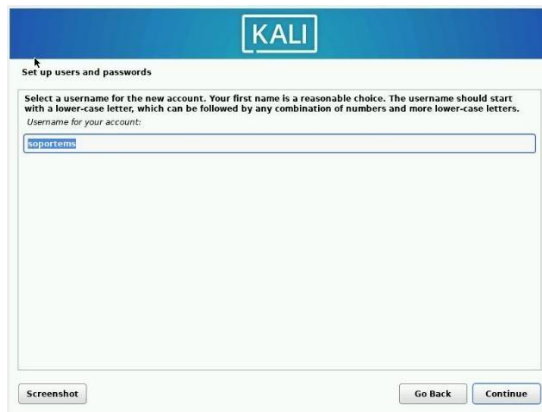 KALI
Set up users and passwords
Select a username for the new account. Your first name is a reasonable choice. The username should start
with a lower-case letter, which can be followed by any combination of numbers and more lower-case letters.
Username for your account:
soportems
Screenshot
Go Back
Continue